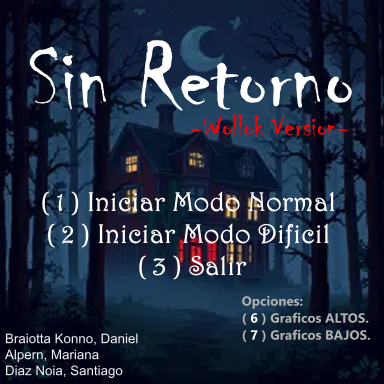 Sin Retorno
-Wollok Version-
( 1 ) Iniciar Modo Normal
( 2 ) Iniciar Modo Dificil
( 3 ) Salir
Opciones:
( 6 ) Graficos ALTOS.
( 7 ) Graficos BAJOS.
Braiotta Konno, Daniel
Alpern, Mariana
Diaz Noia, Santiago